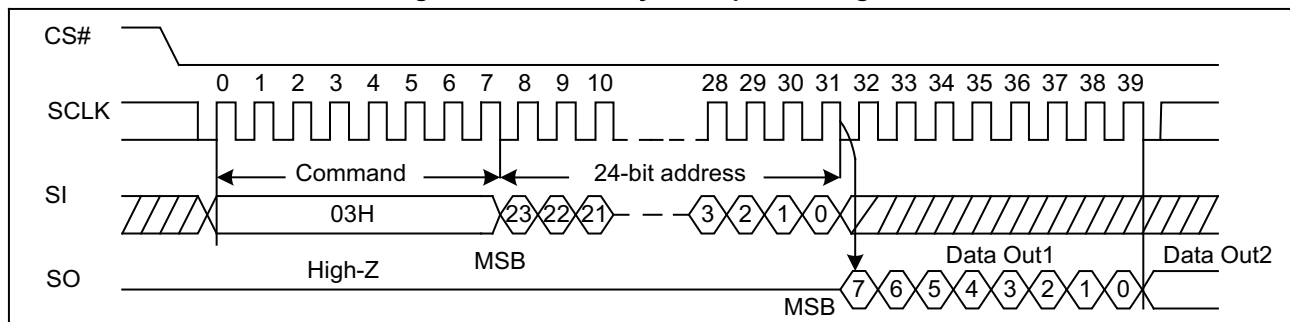 CS#
0 1 2 3 4 5 6 7 8 9 10 28 29 30 31 32 33 34 35 36 37 38 39
SCLK
Command 24-bit address
SI
03H 23 22 21 3 2 1 0
High-Z MSB Data Out1 Data Out2
SO
MSB 7 6 5 4 3 2 1 0